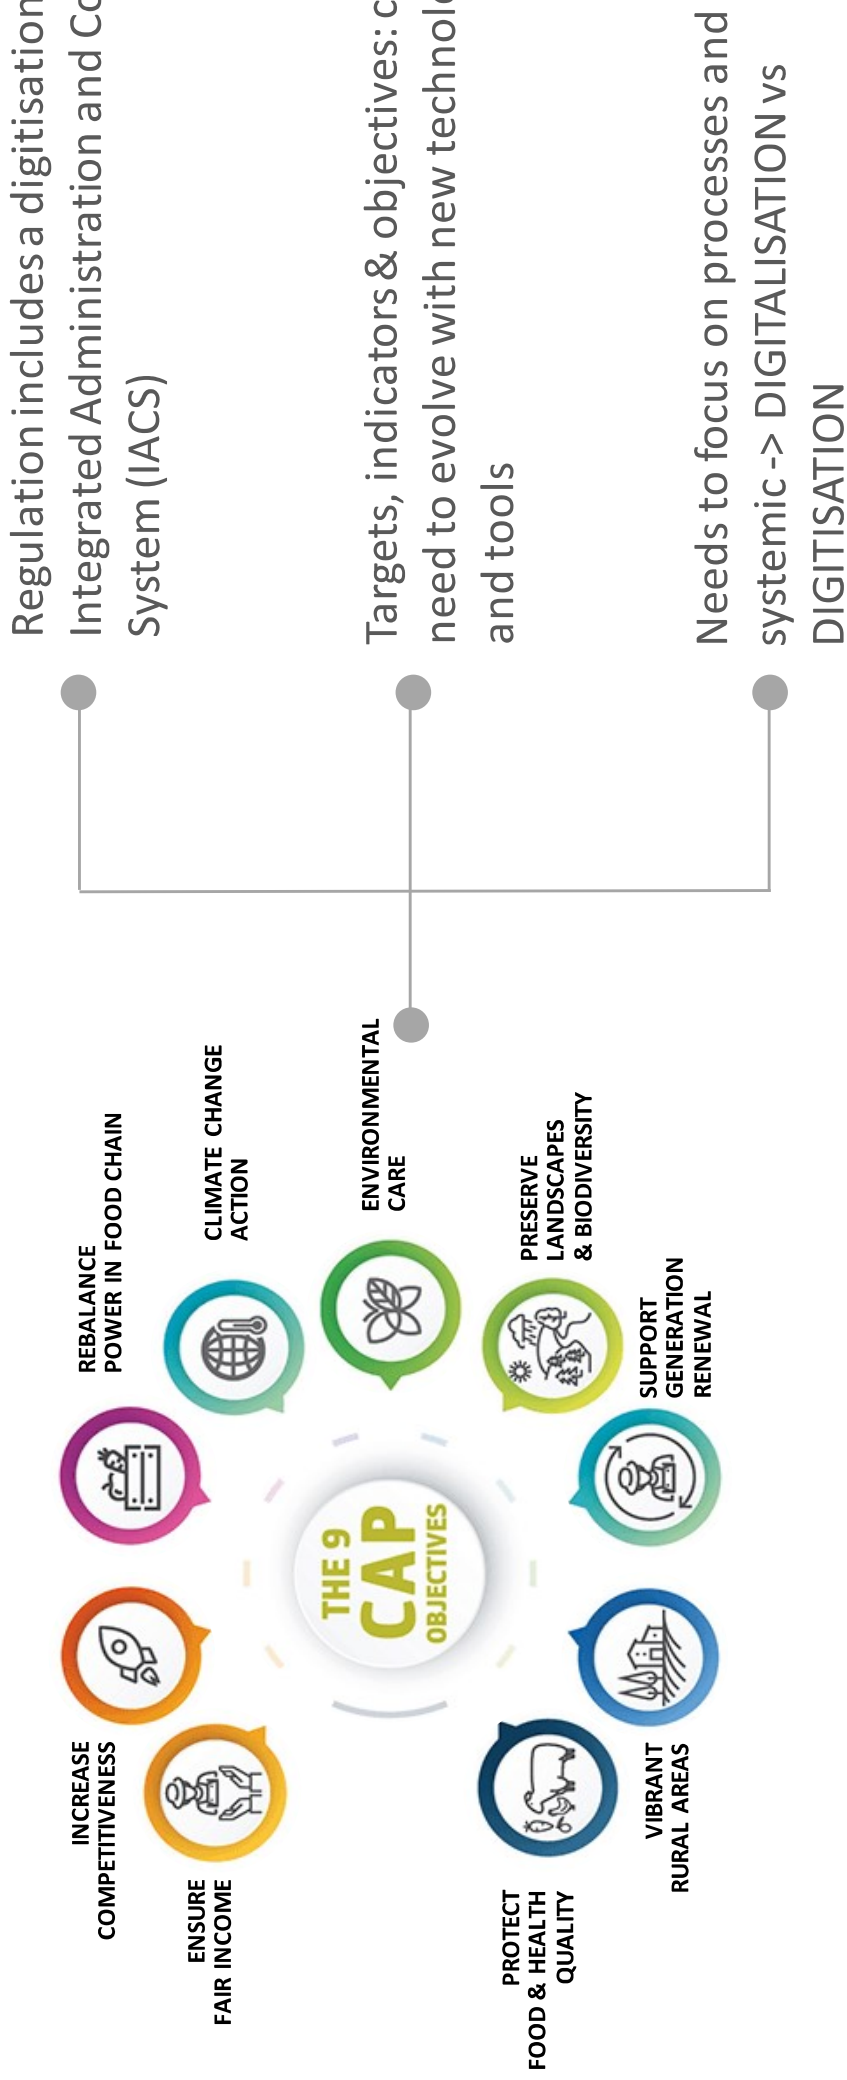 THE 9
CAP
OBJECTIVES
ENSURE
FAIR INCOME
INCREASE
COMPETITIVENESS
REBALANCE
POWER IN FOOD CHAIN
CLIMATE CHANGE
ACTION
ENVIRONMENTAL
CARE
PRESERVE
LANDSCAPES
& BIODIVERSITY
SUPPORT
GENERATION
RENEWAL
VIBRANT
RURAL AREAS
PROTECT
FOOD & HEALTH
QUALITY
Regulation includes a digitisation
Integrated Administration and
System (IACS)
Targets, indicators & objectives:
need to evolve with new
and tools
Needs to focus on processes and
systemic -> DIGITALISATION vs
DIGITISATION